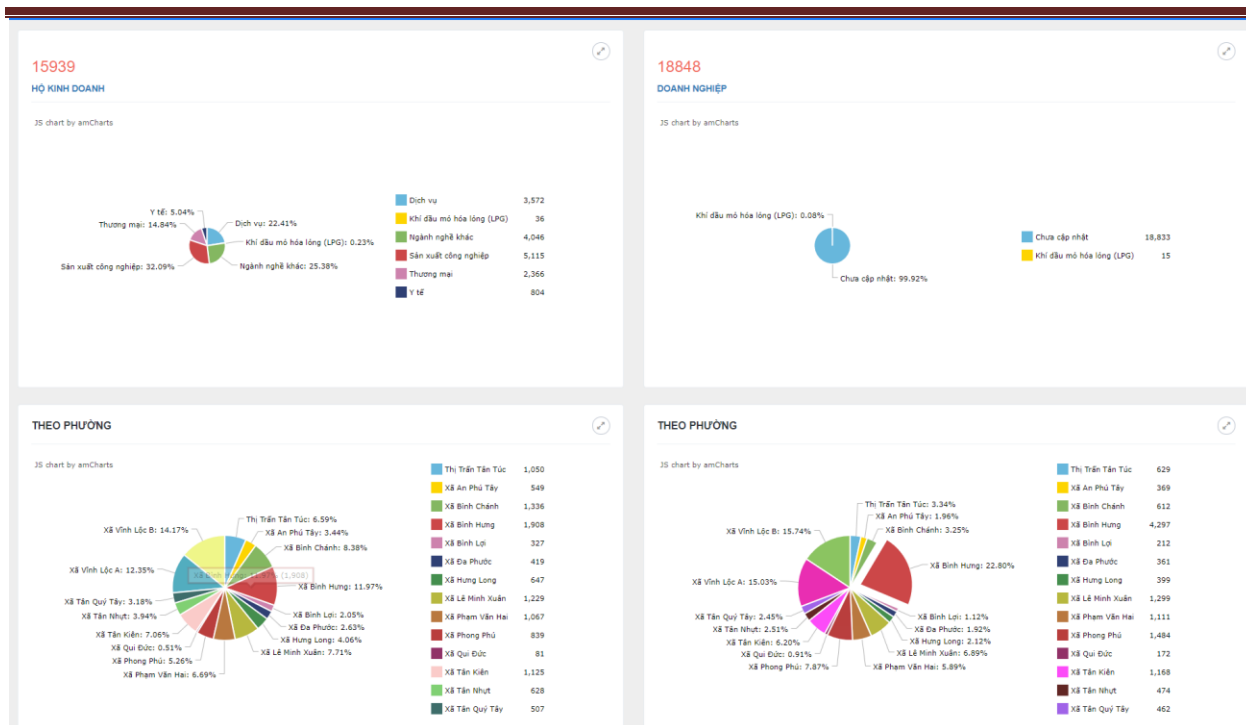 15939
HỘ KINH DOANH
JS chart by amCharts
Y tế: 5.04%
Thương mại: 14.84%
Dịch vụ: 22.41%
Khí dầu mỏ hóa lỏng (LPG): 0.23%
Sản xuất công nghiệp: 32.09%
Ngành nghề khác: 25.38%
Dịch vụ 3,572
Khí dầu mỏ hóa lỏng (LPG) 36
Ngành nghề khác 4,046
Sản xuất công nghiệp 5,115
Thương mại 2,366
Y tế 804
18848
DOANH NGHIỆP
JS chart by amCharts
Khí dầu mỏ hóa lỏng (LPG): 0.08%
Chưa cập nhật: 99.92%
Chưa cập nhật 18,833
Khí dầu mỏ hóa lỏng (LPG) 15
THEO PHƯỜNG
JS chart by amCharts
Thị Trấn Tân Túc: 6.59%
Xã An Phú Tây: 3.44%
Xã Bình Chánh: 8.38%
Xã Bình Hưng: 11.97% (1,908)
Xã Bình Hưng: 11.97%
Xã Bình Lợi: 2.05%
Xã Đa Phước: 2.63%
Xã Hưng Long: 4.06%
Xã Lê Minh Xuân: 7.71%
Xã Phạm Văn Hai: 6.69%
Xã Phong Phú: 5.26%
Xã Qui Đức: 0.51%
Xã Tân Kiên: 7.06%
Xã Tân Nhựt: 3.94%
Xã Tân Quý Tây: 3.18%
Xã Vĩnh Lộc A: 12.35%
Xã Vĩnh Lộc B: 14.17%
Thị Trấn Tân Túc 1,050
Xã An Phú Tây 549
Xã Bình Chánh 1,336
Xã Bình Hưng 1,908
Xã Bình Lợi 327
Xã Đa Phước 419
Xã Hưng Long 647
Xã Lê Minh Xuân 1,229
Xã Phạm Văn Hai 1,067
Xã Phong Phú 839
Xã Qui Đức 81
Xã Tân Kiên 1,125
Xã Tân Nhựt 628
Xã Tân Quý Tây 507
THEO PHƯỜNG
JS chart by amCharts
Thị Trấn Tân Túc: 3.34%
Xã An Phú Tây: 1.96%
Xã Bình Chánh: 3.25%
Xã Bình Hưng: 22.80%
Xã Bình Lợi: 1.12%
Xã Đa Phước: 1.92%
Xã Hưng Long: 2.12%
Xã Lê Minh Xuân: 6.89%
Xã Phạm Văn Hai: 5.89%
Xã Phong Phú: 7.87%
Xã Qui Đức: 0.91%
Xã Tân Kiên: 6.20%
Xã Tân Nhựt: 2.51%
Xã Tân Quý Tây: 2.45%
Xã Vĩnh Lộc A: 15.03%
Xã Vĩnh Lộc B: 15.74%
Thị Trấn Tân Túc 629
Xã An Phú Tây 369
Xã Bình Chánh 612
Xã Bình Hưng 4,297
Xã Bình Lợi 212
Xã Đa Phước 361
Xã Hưng Long 399
Xã Lê Minh Xuân 1,299
Xã Phạm Văn Hai 1,111
Xã Phong Phú 1,484
Xã Qui Đức 172
Xã Tân Kiên 1,168
Xã Tân Nhựt 474
Xã Tân Quý Tây 462